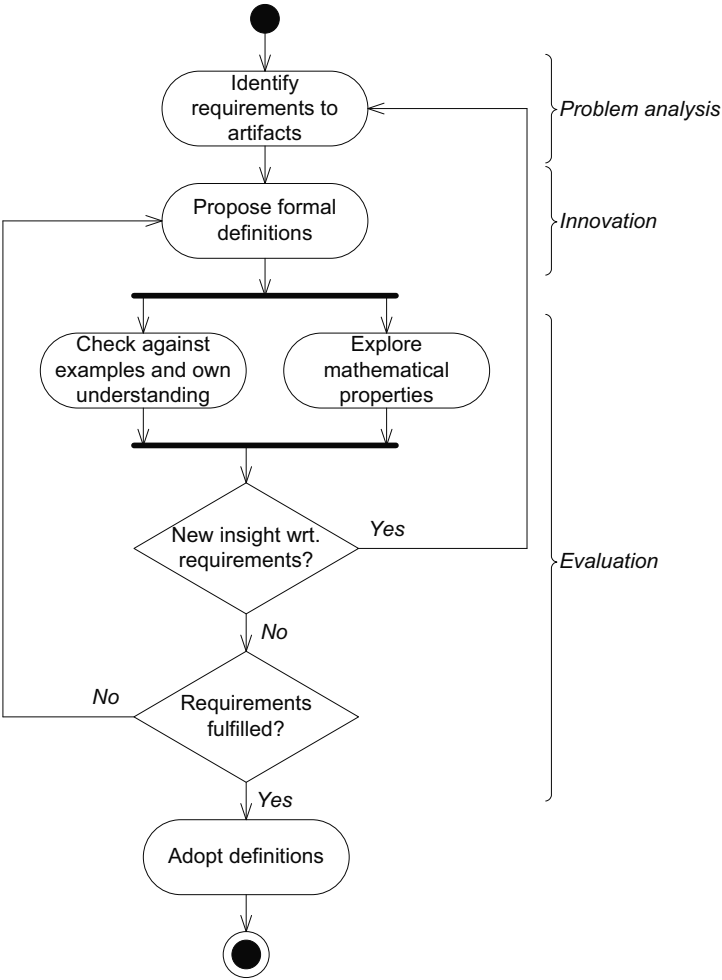 Identify
requirements to
artifacts
Problem analysis
Propose formal
definitions
Innovation
Check against
examples and own
understanding
Explore
mathematical
properties
New insight wrt.
requirements?
Yes
Evaluation
No
Requirements
fulfilled?
No
Yes
Adopt definitions